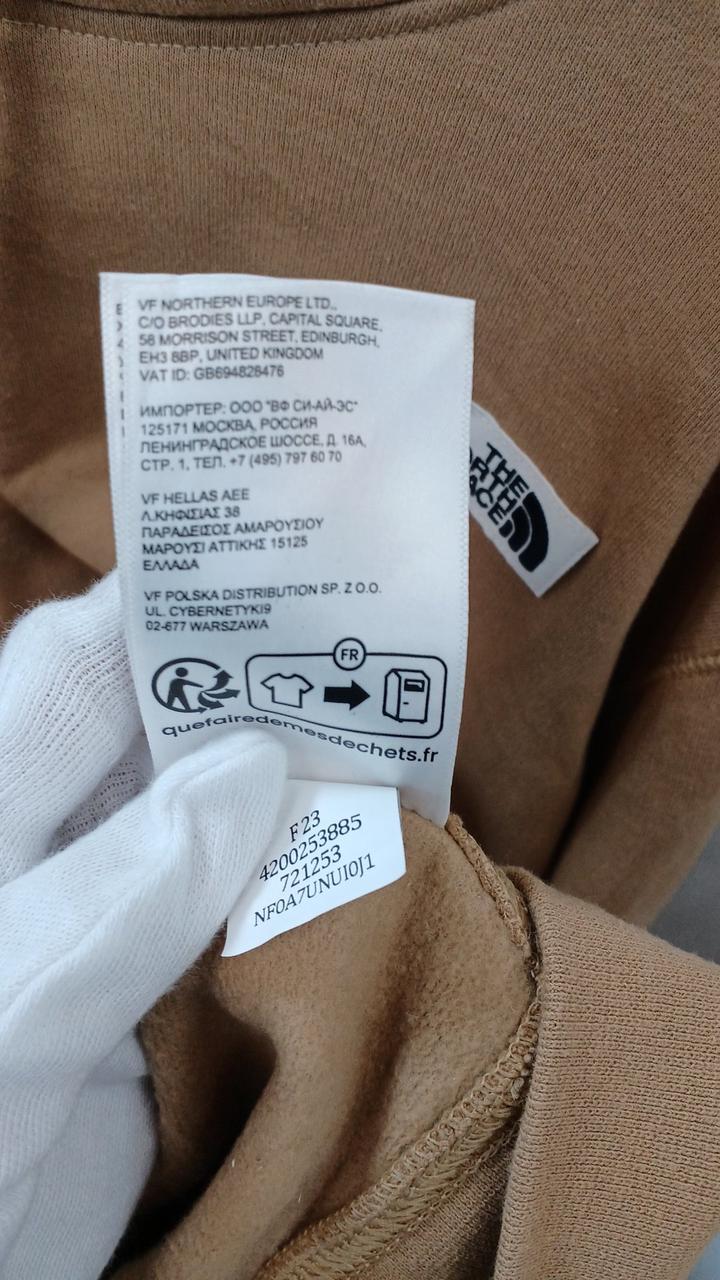 VF NORTHERN EUROPE LTD.,
C/O BRODIES LLP, CAPITAL SQUARE,
58 MORRISON STREET, EDINBURGH,
EH3 8BP, UNITED KINGDOM
VAT ID: GB694828476
ИМПОРТЕР: ООО "ВФ СИ-АЙ-ЭС"
125171 МОСКВА, РОССИЯ
ЛЕНИНГРАДСКОЕ ШОССЕ, Д. 16А,
СТР. 1, ТЕЛ. +7 (495) 797 60 70
VF HELLAS AEE
Λ.ΚΗΦΙΣΙΑΣ 38
ΠΑΡΑΔΕΙΣΟΣ ΑΜΑΡΟΥΣΙΟΥ
ΜΑΡΟΥΣΙ ΑΤΤΙΚΗΣ 15125
ΕΛΛΑΔΑ
VF POLSKA DISTRIBUTION SP. Z O.O.
UL. CYBERNETYKI9
02-677 WARSZAWA
FR
quefairedemesdechets.fr
F 23
4200253885
721253
NF0A7UNUI0J1
THE